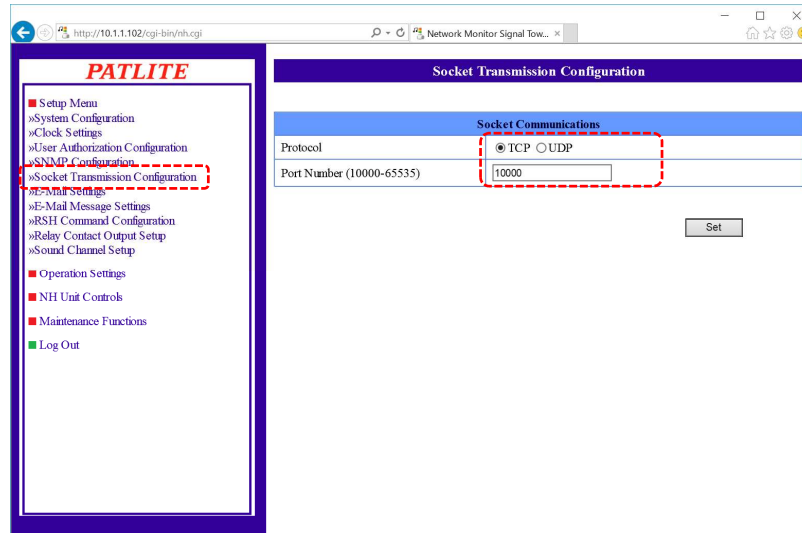 http://10.1.1.102/cgi-bin/nh.cgi
Network Monitor Signal Tow...
PATLITE
Setup Menu
»System Configuration
»Clock Settings
»User Authorization Configuration
»SNMP Configuration
»Socket Transmission Configuration
»E-Mail Settings
»E-Mail Message Settings
»RSH Command Configuration
»Relay Contact Output Setup
»Sound Channel Setup
Operation Settings
NH Unit Controls
Maintenance Functions
Log Out
Socket Transmission Configuration
Socket Communications
Protocol TCP UDP
Port Number (10000-65535) 10000
Set